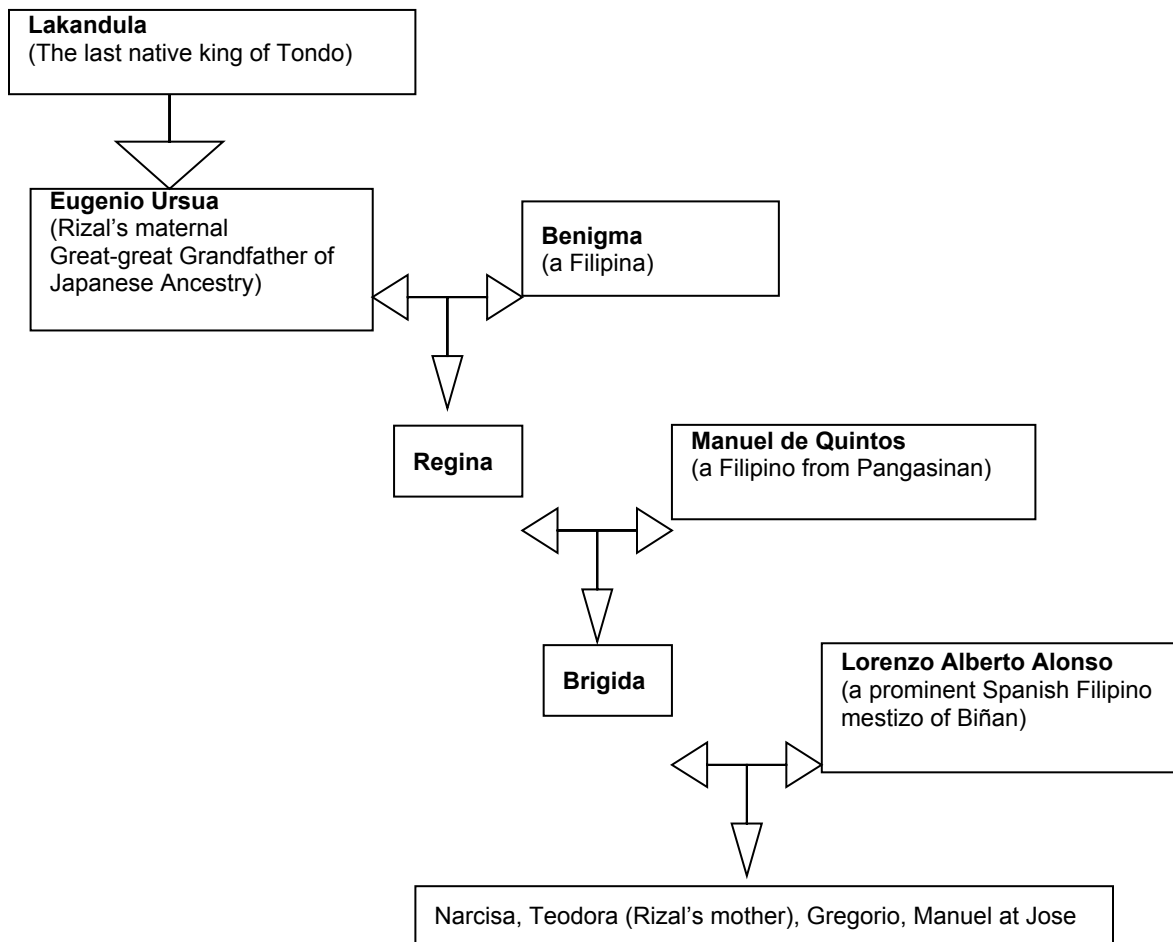 Lakandula
(The last native king of Tondo)
Eugenio Ursua
(Rizal’s maternal
Great-great Grandfather of
Japanese Ancestry)
Benigma
(a Filipina)
Regina
Manuel de Quintos
(a Filipino from Pangasinan)
Brigida
Lorenzo Alberto Alonso
(a prominent Spanish Filipino
mestizo of Biñan)
Narcisa, Teodora (Rizal’s mother), Gregorio, Manuel at Jose